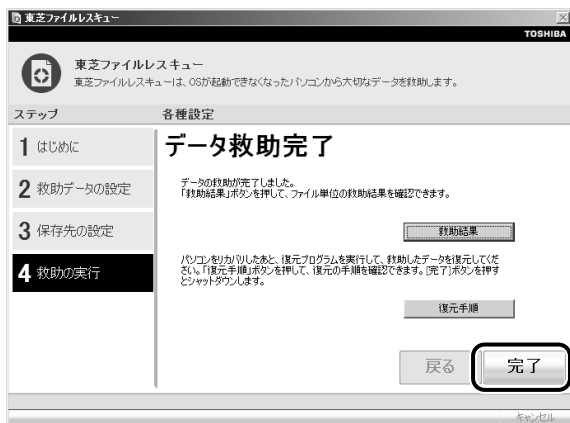 東芝ファイルレスキュー
TOSHIBA
東芝ファイルレスキュー
東芝ファイルレスキューは、OSが起動できなくなったパソコンから大切なデータを救助します。
ステップ
各種設定
1 はじめに
2 救助データの設定
3 保存先の設定
4 救助の実行
データ救助完了
データの救助が完了しました。
「救助結果」ボタンを押して、ファイル単位の救助結果を確認できます。
救助結果
パソコンをリカバリしたあと、復元プログラムを実行して、救助したデータを復元してくだ
さい。「復元手順」ボタンを押して、復元の手順を確認できます。[完了]ボタンを押す
とシャットダウンします。
復元手順
戻る
完了
キャンセル